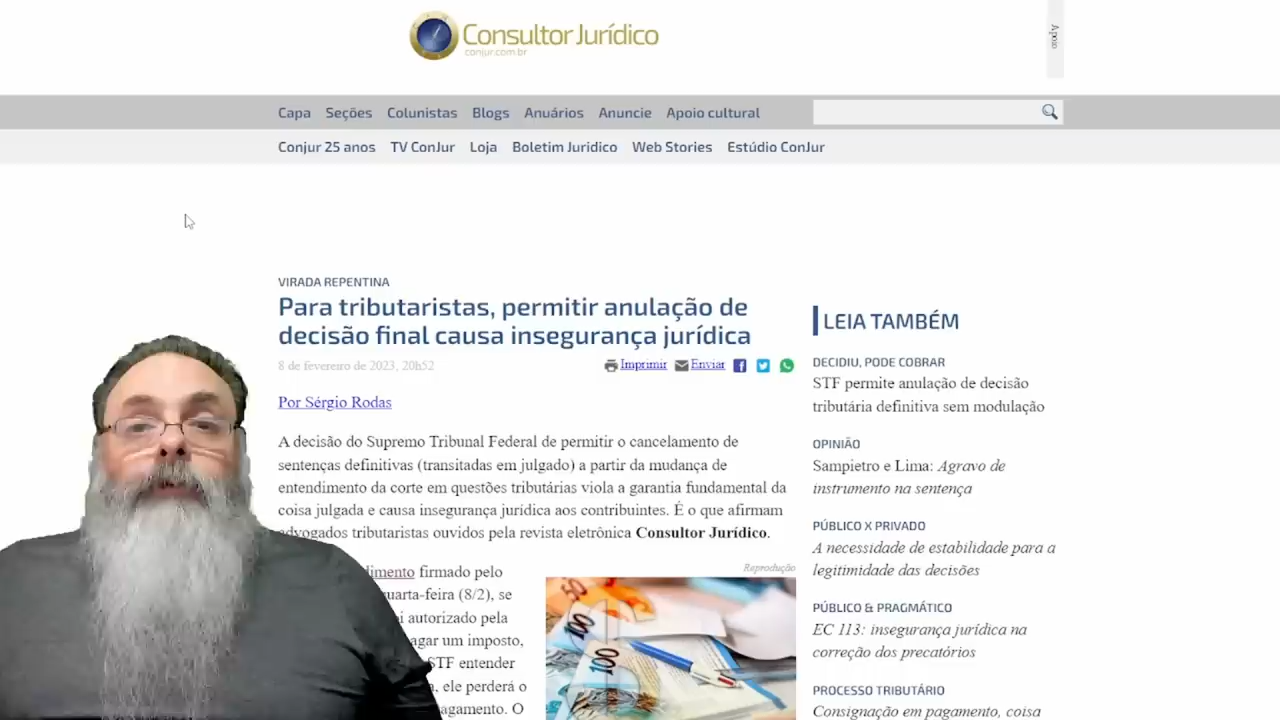 Consultor Jurídico
conjur.com.br
Apoio
Capa Seções Colunistas Blogs Anuários Anuncie Apoio cultural
Conjur 25 anos TV ConJur Loja Boletim Juridico Web Stories Estúdio ConJur
VIRADA REPENTINA
Para tributaristas, permitir anulação de
decisão final causa insegurança jurídica
8 de fevereiro de 2023, 20h52
Imprimir Enviar
Por Sérgio Rodas
A decisão do Supremo Tribunal Federal de permitir o cancelamento de
sentenças definitivas (transitadas em julgado) a partir da mudança de
entendimento da corte em questões tributárias viola a garantia fundamental da
coisa julgada e causa insegurança jurídica aos contribuintes. É o que afirmam
advogados tributaristas ouvidos pela revista eletrônica Consultor Jurídico.
Reprodução
firmado pelo
(8/2), se
autorizado pela
um imposto,
STF entender
ele perderá o
O
50
100
100
LEIA TAMBÉM
DECIDIU, PODE COBRAR
STF permite anulação de decisão
tributária definitiva sem modulação
OPINIÃO
Sampietro e Lima: Agravo de
instrumento na sentença
PÚBLICO X PRIVADO
A necessidade de estabilidade para a
legitimidade das decisões
PÚBLICO & PRAGMÁTICO
EC 113: insegurança jurídica na
correção dos precatórios
PROCESSO TRIBUTÁRIO
Consignação em pagamento, coisa